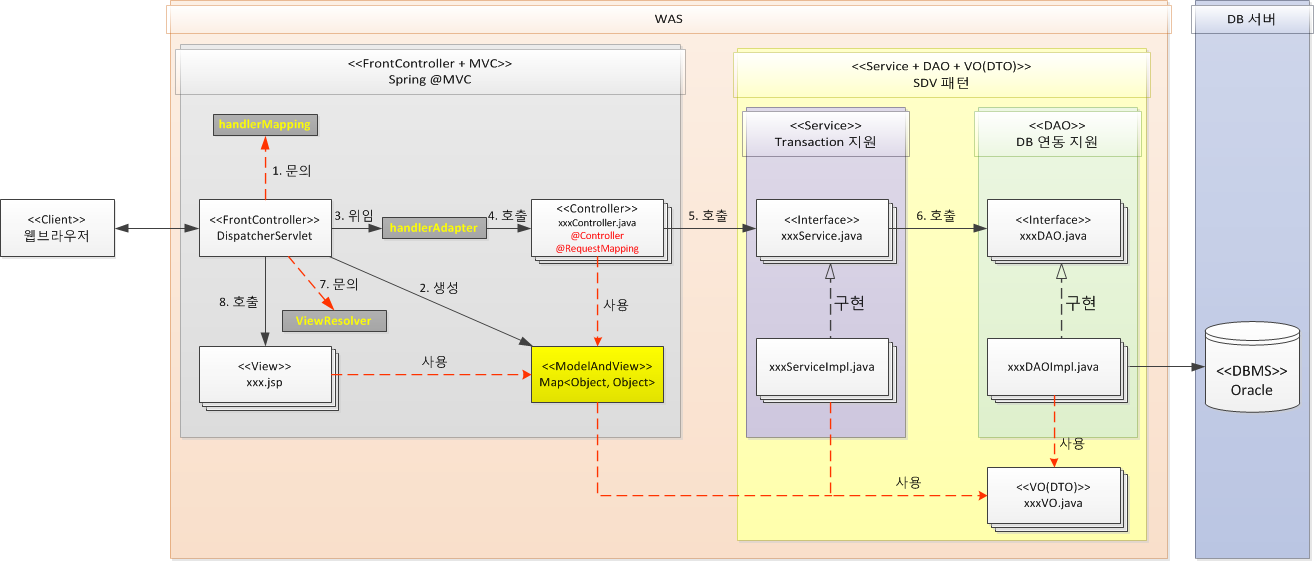 WAS
DB 서버
<<FrontController + MVC>>
Spring @MVC
<<Service + DAO + VO(DTO)>>
SDV 패턴
handlerMapping
1. 문의
<<Service>>
Transaction 지원
<<DAO>>
DB 연동 지원
<<Client>>
웹브라우저
<<FrontController>>
DispatcherServlet
3. 위임
handlerAdapter
4. 호출
<<Controller>>
xxxController.java
@Controller
@RequestMapping
5. 호출
<<Interface>>
xxxService.java
6. 호출
<<Interface>>
xxxDAO.java
8. 호출
7. 문의
2. 생성
사용
구현
구현
ViewResolver
<<View>>
xxx.jsp
사용
<<ModelAndView>>
Map<Object, Object>
xxxServiceImpl.java
xxxDAOImpl.java
<<DBMS>>
Oracle
사용
사용
<<VO(DTO)>>
xxxVO.java